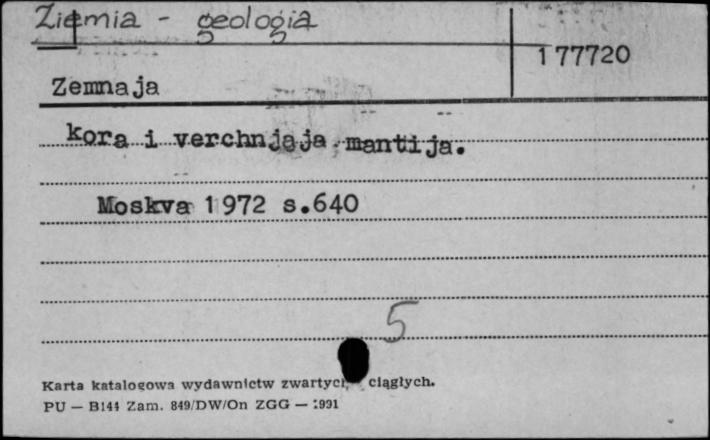 Ziemia - geologia
177720
Zemnaja
kora i verchnjaja mantija.
Moskva 1972 s.640
5
Karta katalogowa wydawnictw zwartych ciągłych.
PU — B144 Zam. 849/DW/On ZGG — 1991